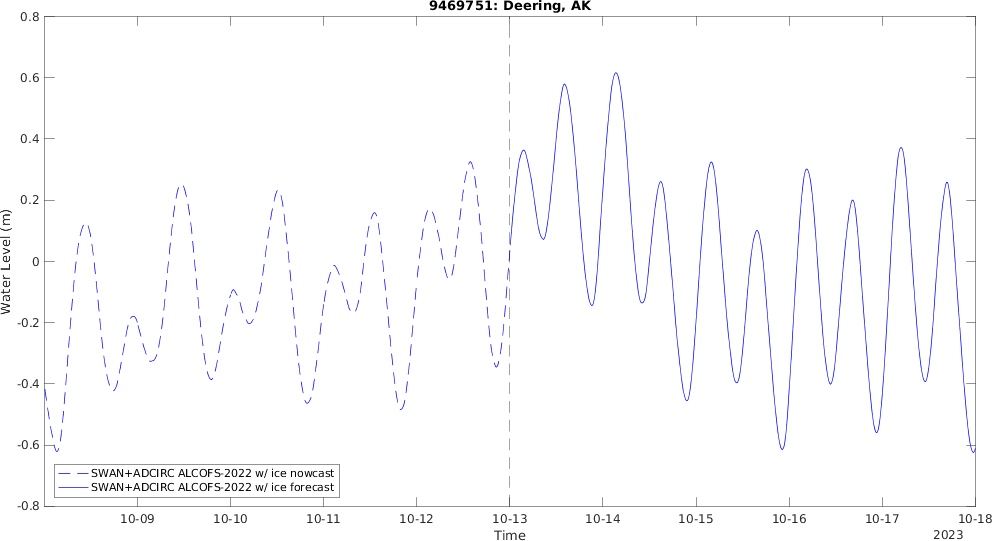 9469751: Deering, AK
0.8
0.6
0.4
0.2
0
-0.2
-0.4
-0.6
-0.8
Water Level (m)
SWAN+ADCIRC ALCOFS-2022 w/ ice nowcast
SWAN+ADCIRC ALCOFS-2022 w/ ice forecast
10-09 10-10 10-11 10-12 10-13 10-14 10-15 10-16 10-17 10-18
Time
2023